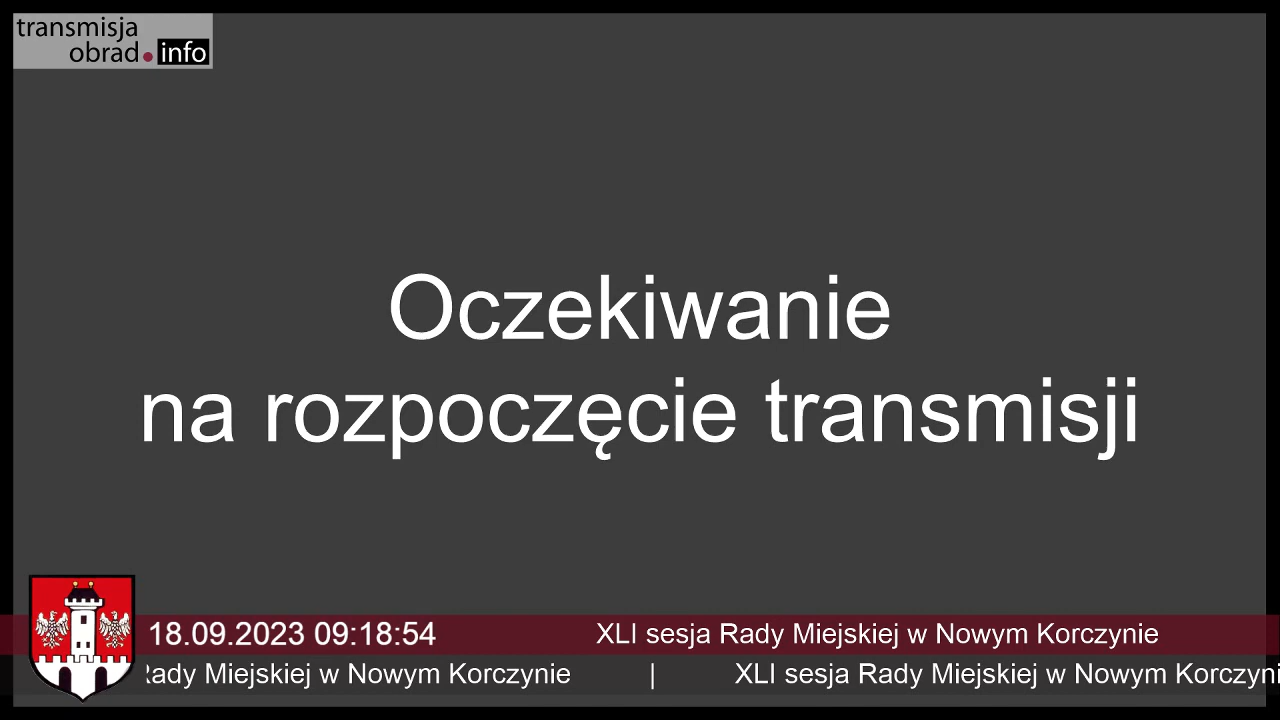 transmisja
obrad.info
Oczekiwanie
na rozpoczęcie transmisji
18.09.2023 09:18:54 XLI sesja Rady Miejskiej w Nowym Korczynie
Rady Miejskiej w Nowym Korczynie | XLI sesja Rady Miejskiej w Nowym Korczyni